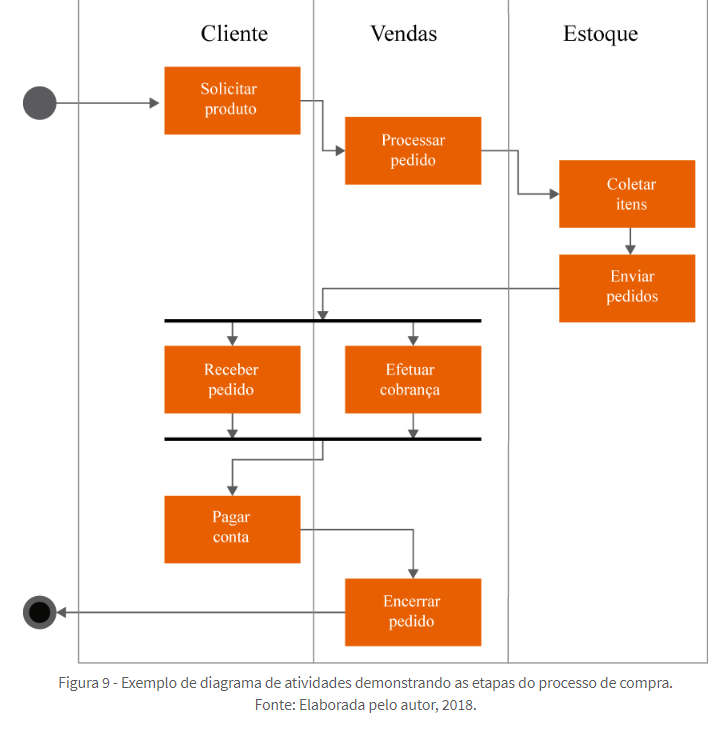 Cliente
Vendas
Estoque
Solicitar
produto
Processar
pedido
Coletar
itens
Enviar
pedidos
Receber
pedido
Efetuar
cobrança
Pagar
conta
Encerrar
pedido
Figura 9 - Exemplo de diagrama de atividades demonstrando as etapas do processo de compra.
Fonte: Elaborada pelo autor, 2018.